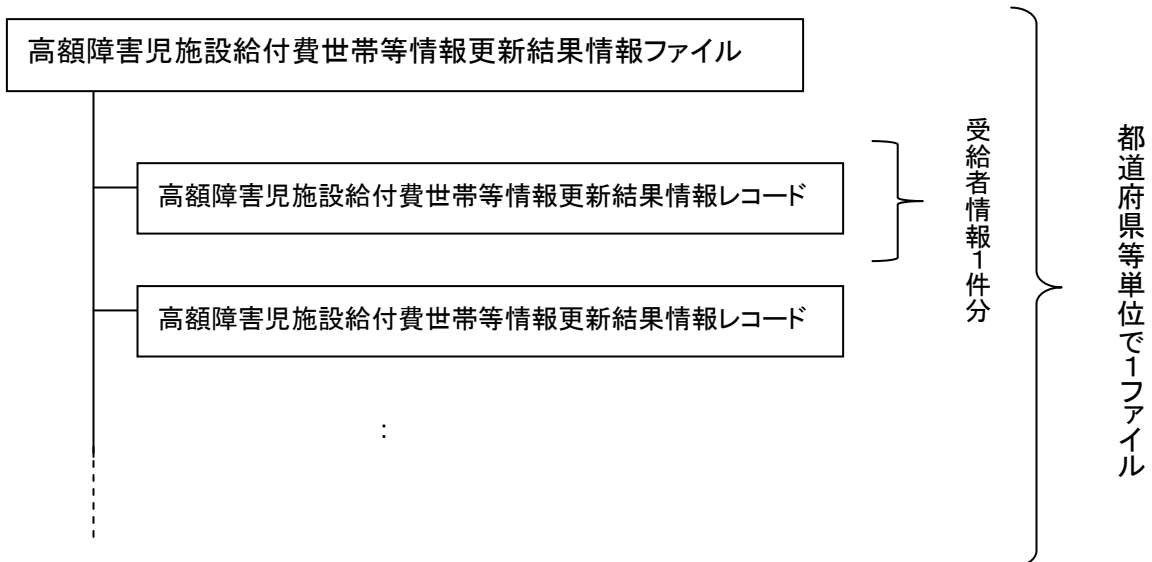 高額障害児施設給付費世帯等情報更新結果情報ファイル
高額障害児施設給付費世帯等情報更新結果情報レコード
受給者情報1件分
高額障害児施設給付費世帯等情報更新結果情報レコード
:
都道府県等単位で1ファイル